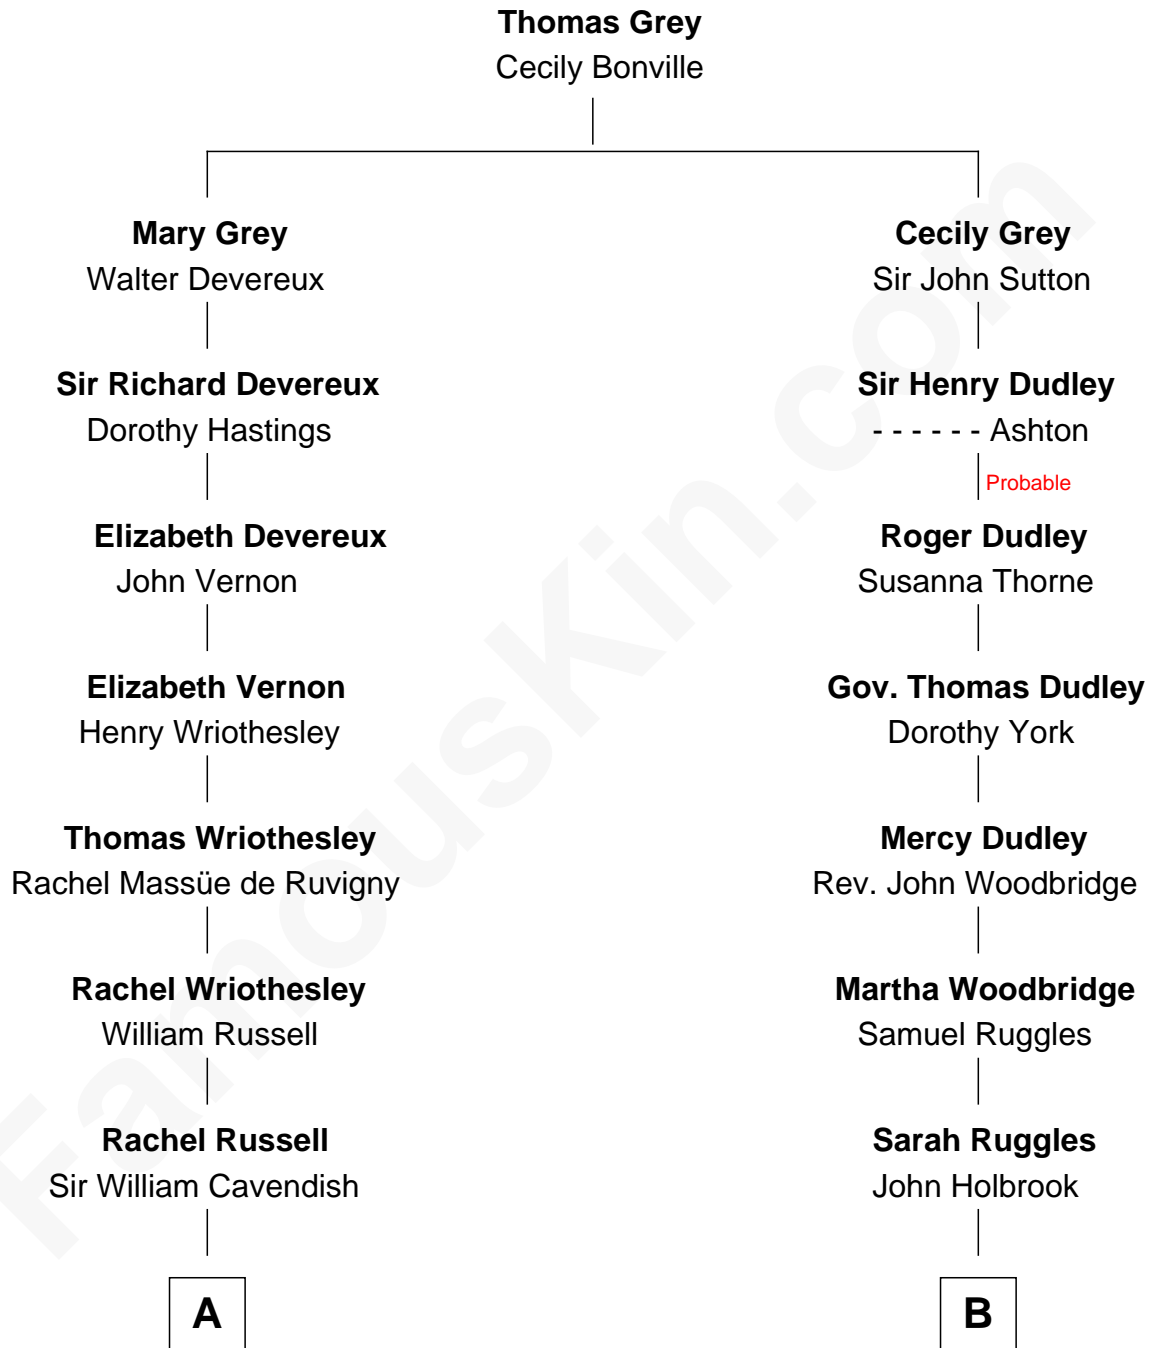 Thomas Grey
Cecily Bonville
Mary Grey
Walter Devereux
Cecily Grey
Sir John Sutton
Sir Richard Devereux
Dorothy Hastings
Sir Henry Dudley
- - - - - - Ashton
Probable
Elizabeth Devereux
John Vernon
Roger Dudley
Susanna Thorne
Elizabeth Vernon
Henry Wriothesley
Gov. Thomas Dudley
Dorothy York
Thomas Wriothesley
Rachel Massüe de Ruvigny
Mercy Dudley
Rev. John Woodbridge
Rachel Wriothesley
William Russell
Martha Woodbridge
Samuel Ruggles
Rachel Russell
Sir William Cavendish
Sarah Ruggles
John Holbrook
A
B
FamousKin.com